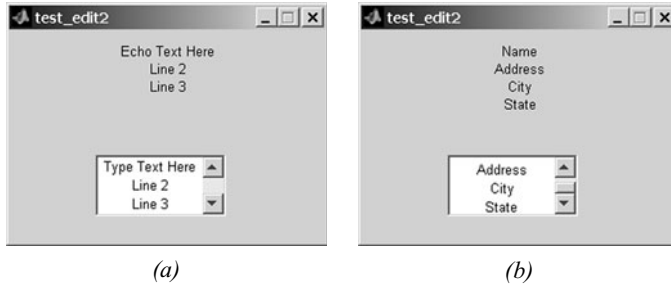 test_edit2
Echo Text Here
Line 2
Line 3
Type Text Here
Line 2
Line 3
(a)
test_edit2
Name
Address
City
State
Address
City
State
(b)